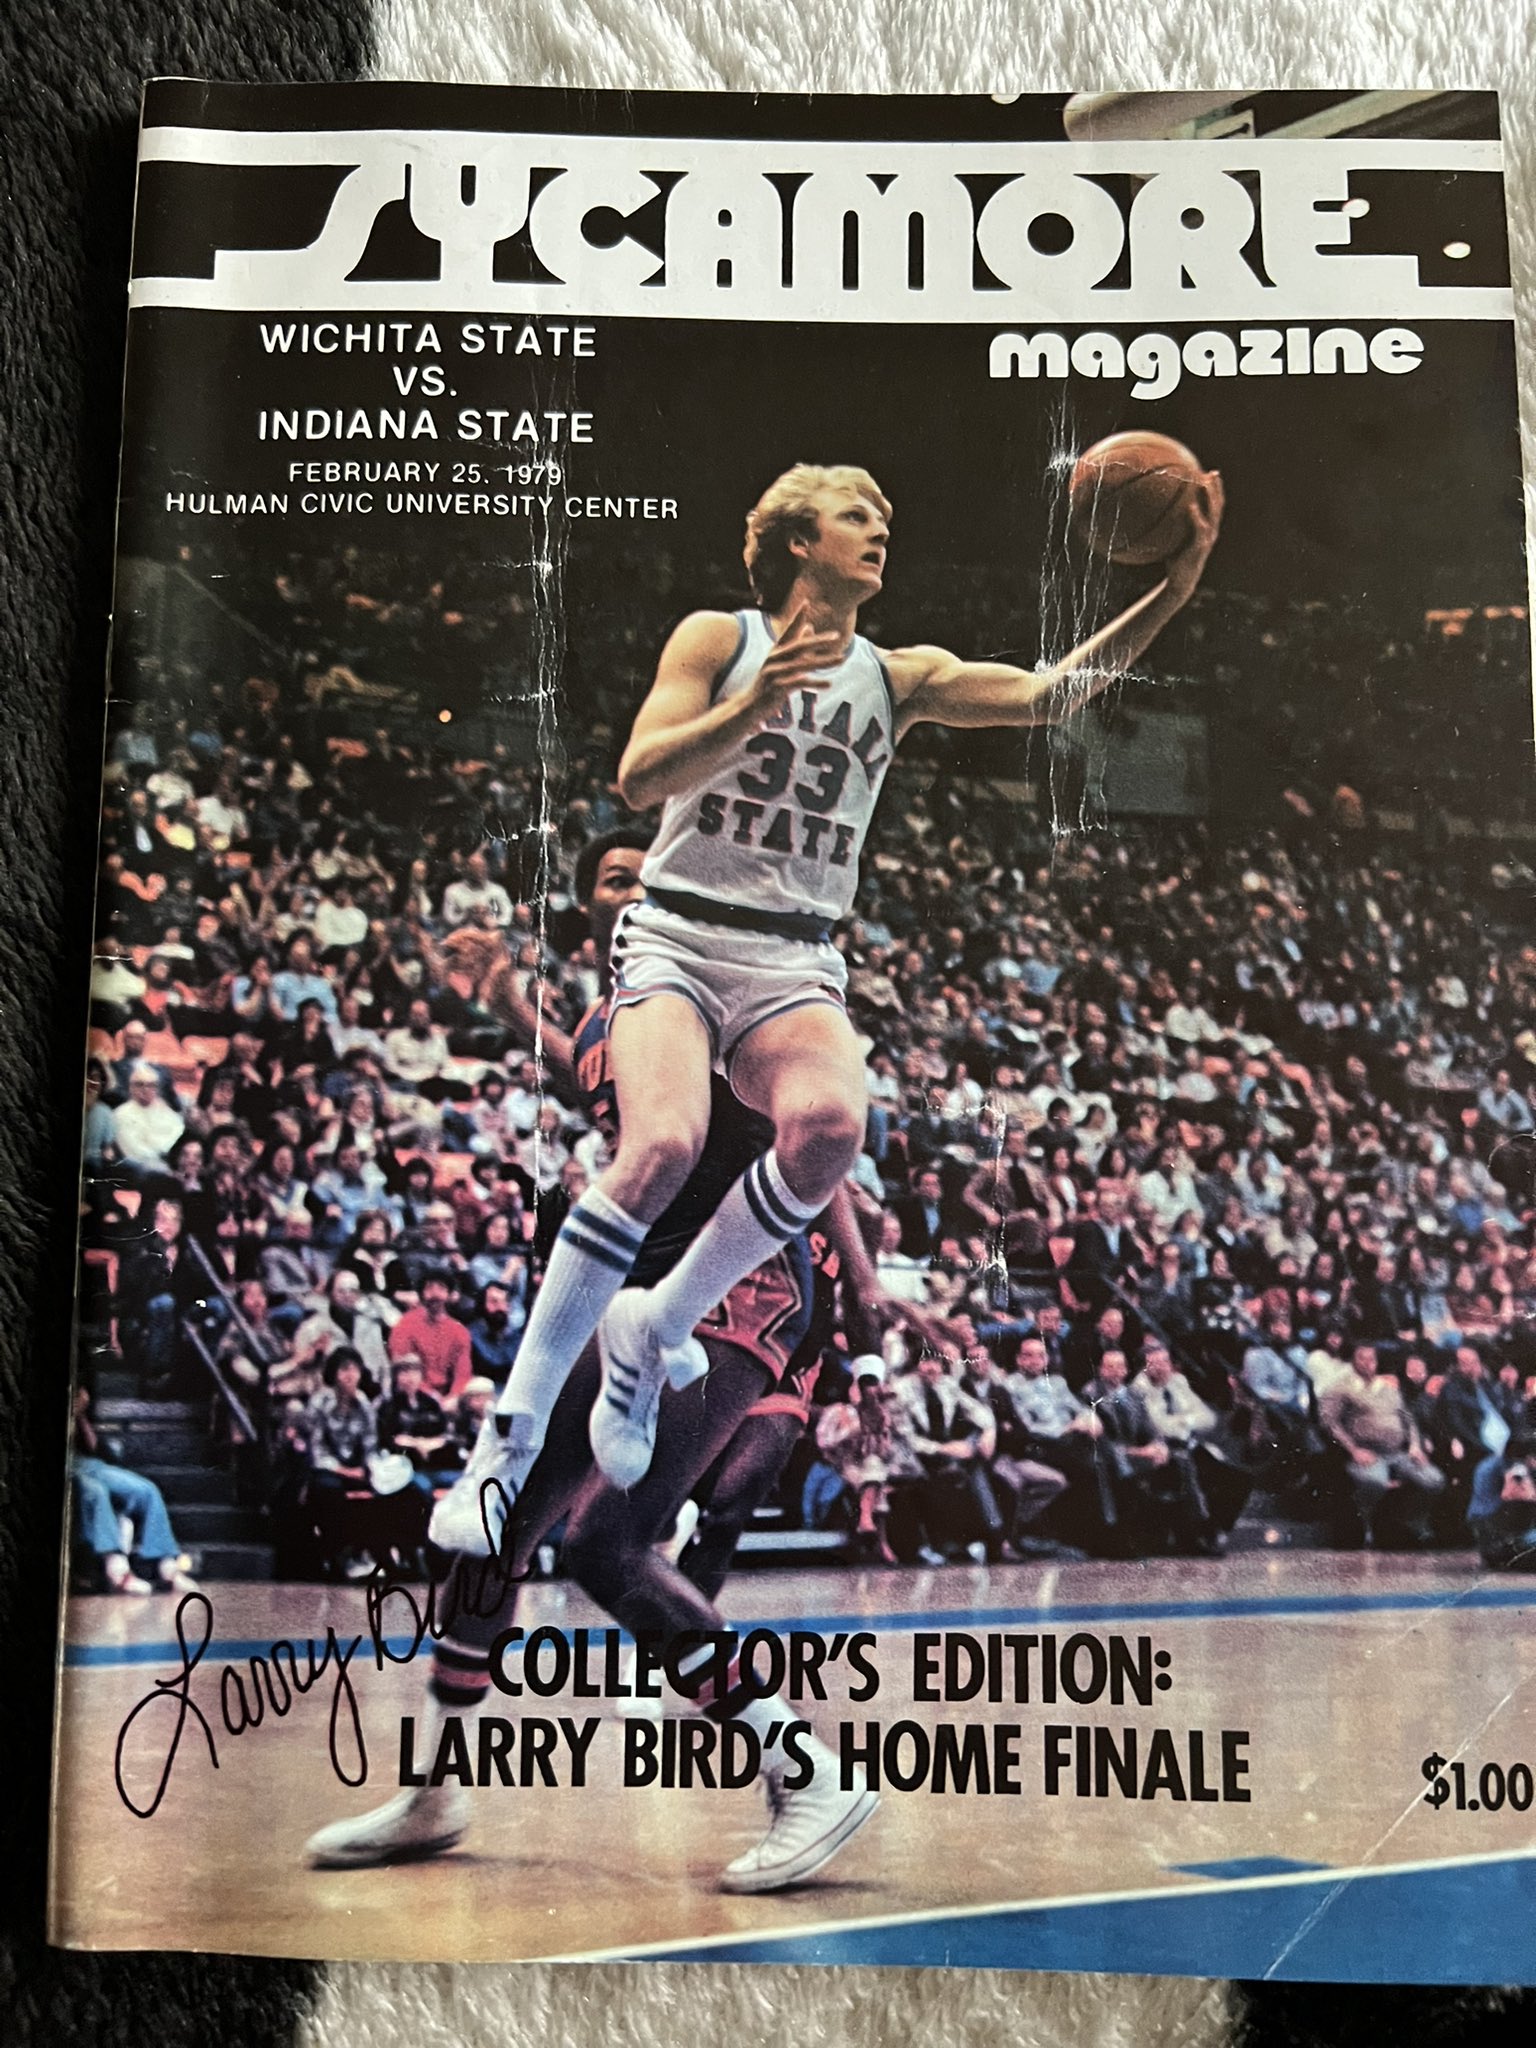 SYCAMORE
magazine
WICHITA STATE
VS.
INDIANA STATE
FEBRUARY 25, 1979
HULMAN CIVIC UNIVERSITY CENTER
33
STATE
Larry Bird
COLLECTOR'S EDITION:
LARRY BIRD'S HOME FINALE
$1.00